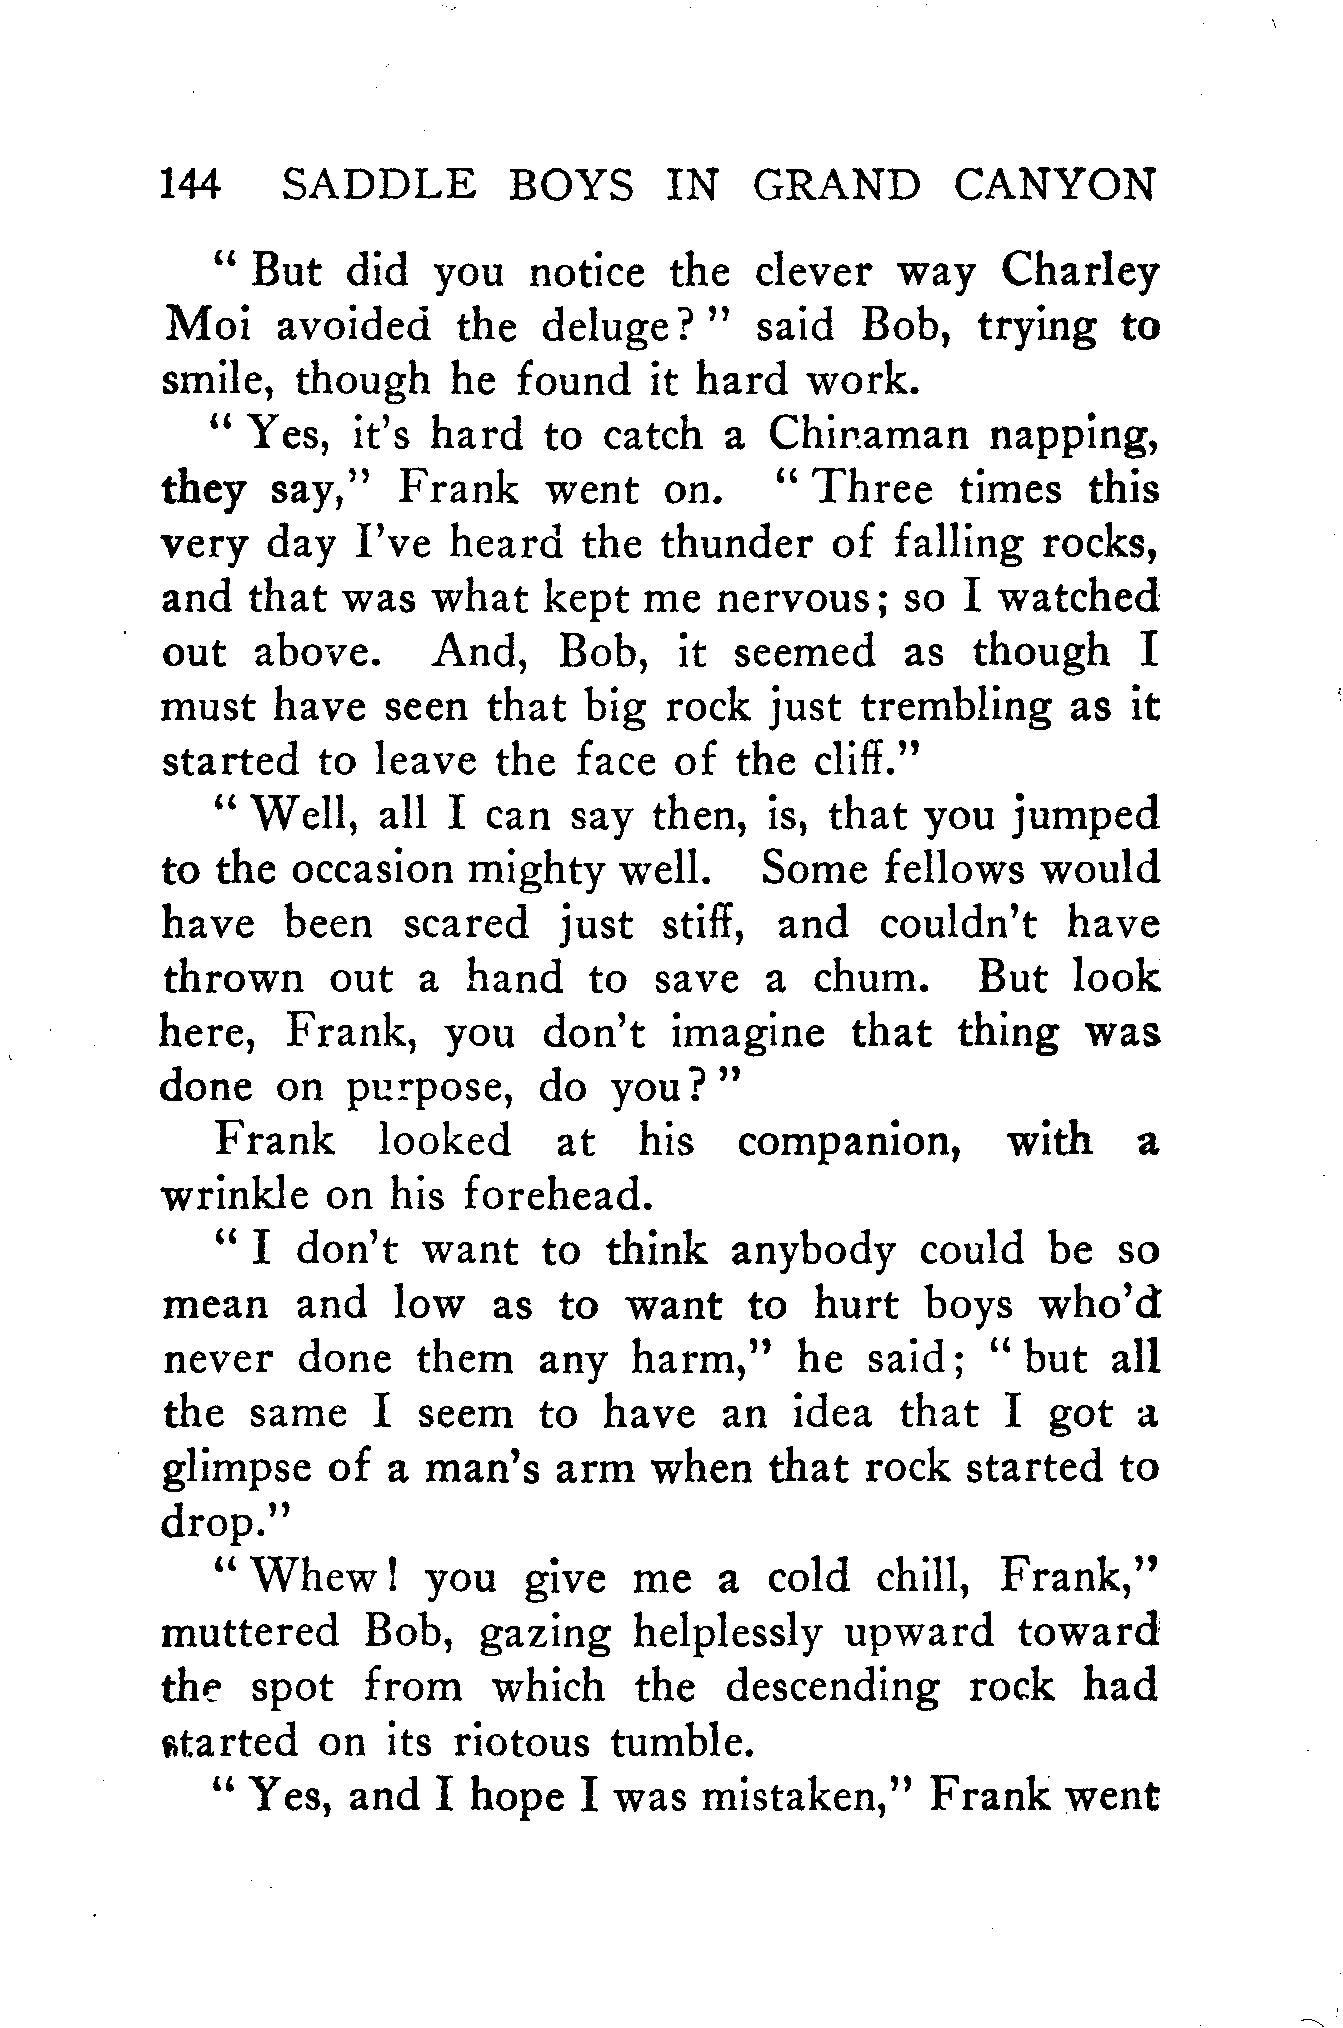 144 SADDLE BOYS IN GRAND CANYON
“ But did you notice the clever way Charley
Moi avoided the deluge? ” said Bob, trying to
smile, though he found it hard work.
“ Yes, it’s hard to catch a Chinaman napping,
they say,” Frank went on. “ Three times this
very day I’ve heard the thunder of falling rocks,
and that was what kept me nervous; so I watched
out above. And, Bob, it seemed as though I
must have seen that big rock just trembling as it
started to leave the face of the cliff.”
“ Well, all I can say then, is, that you jumped
to the occasion mighty well. Some fellows would
have been scared just stiff, and couldn’t have
thrown out a hand to save a chum. But look
here, Frank, you don’t imagine that thing was
done on purpose, do you? ”
Frank looked at his companion, with a
wrinkle on his forehead.
“ I don’t want to think anybody could be so
mean and low as to want to hurt boys who’d
never done them any harm,” he said; “ but all
the same I seem to have an idea that I got a
glimpse of a man’s arm when that rock started to
drop.”
“ Whew! you give me a cold chill, Frank,”
muttered Bob, gazing helplessly upward toward
the spot from which the descending rock had
started on its riotous tumble.
“ Yes, and I hope I was mistaken,” Frank went